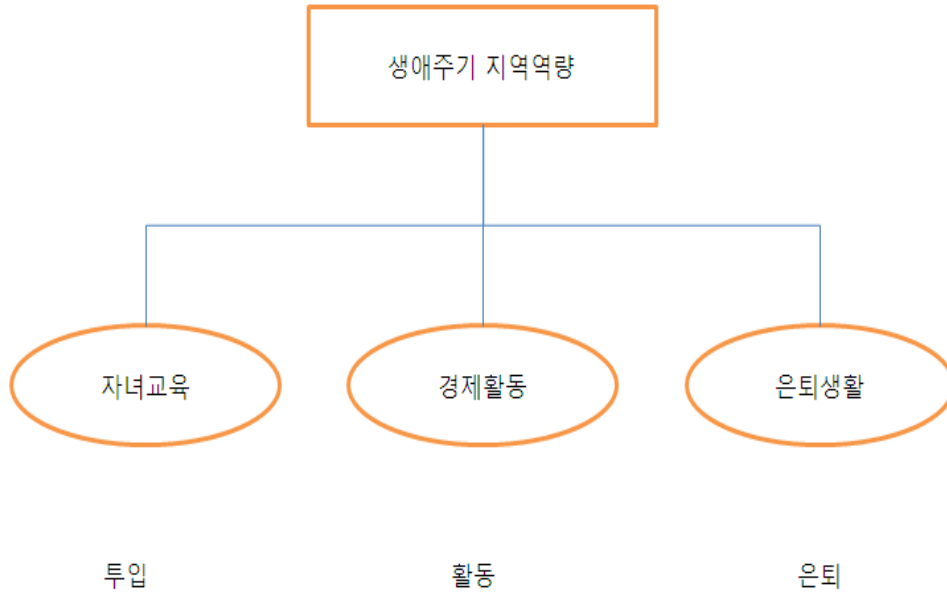 생애주기 지역역량
자녀교육
경제활동
은퇴생활
투입
활동
은퇴